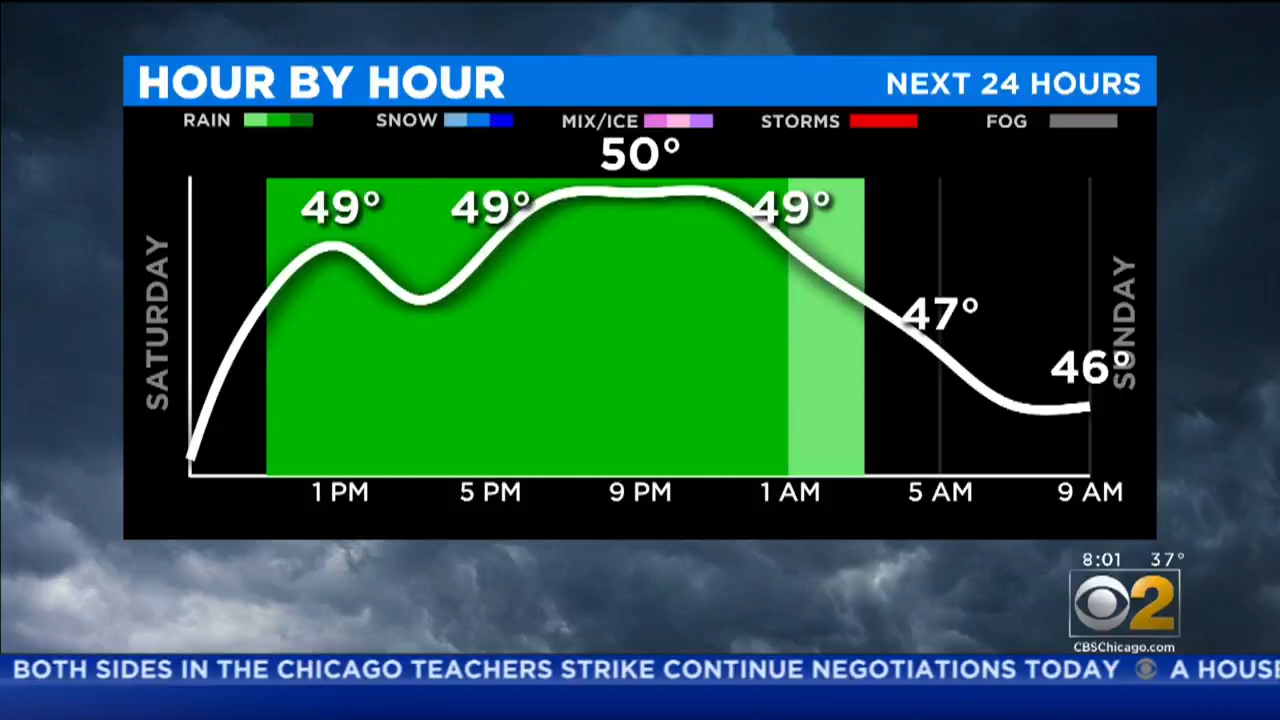 HOUR BY HOUR
NEXT 24 HOURS
RAIN
SNOW
MIX/ICE
STORMS
FOG
50°
49°
49°
49°
47°
46°
SATURDAY
SUNDAY
1 PM
5 PM
9 PM
1 AM
5 AM
9 AM
8:01 37°
2
CBSChicago.com
BOTH SIDES IN THE CHICAGO TEACHERS STRIKE CONTINUE NEGOTIATIONS TODAY A HOUSE